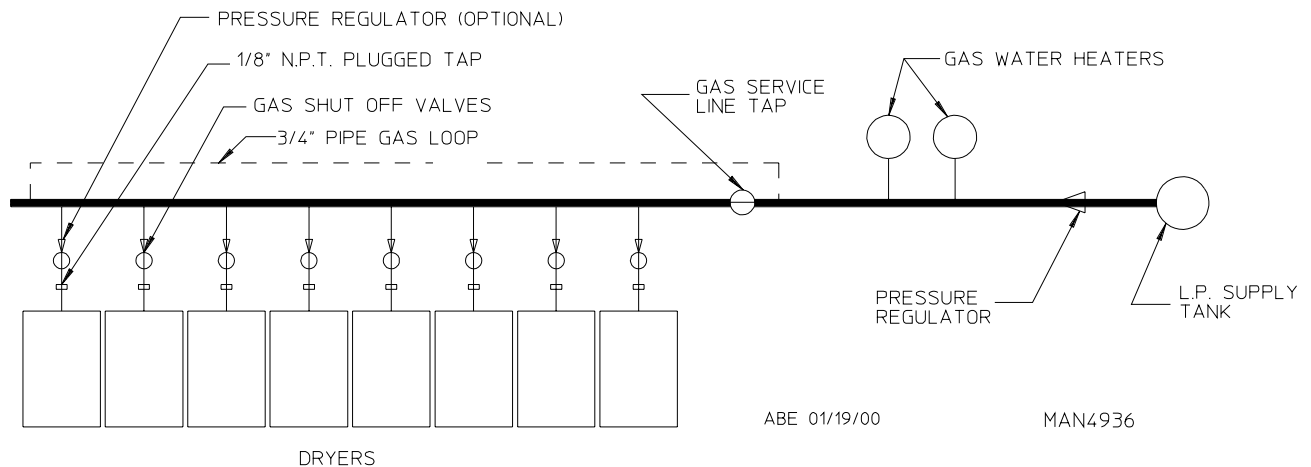 PRESSURE REGULATOR (OPTIONAL)
1/8" N.P.T. PLUGGED TAP
GAS SHUT OFF VALVES
3/4" PIPE GAS LOOP
GAS SERVICE
LINE TAP
GAS WATER HEATERS
PRESSURE
REGULATOR
L.P. SUPPLY
TANK
ABE 01/19/00
MAN4936
DRYERS